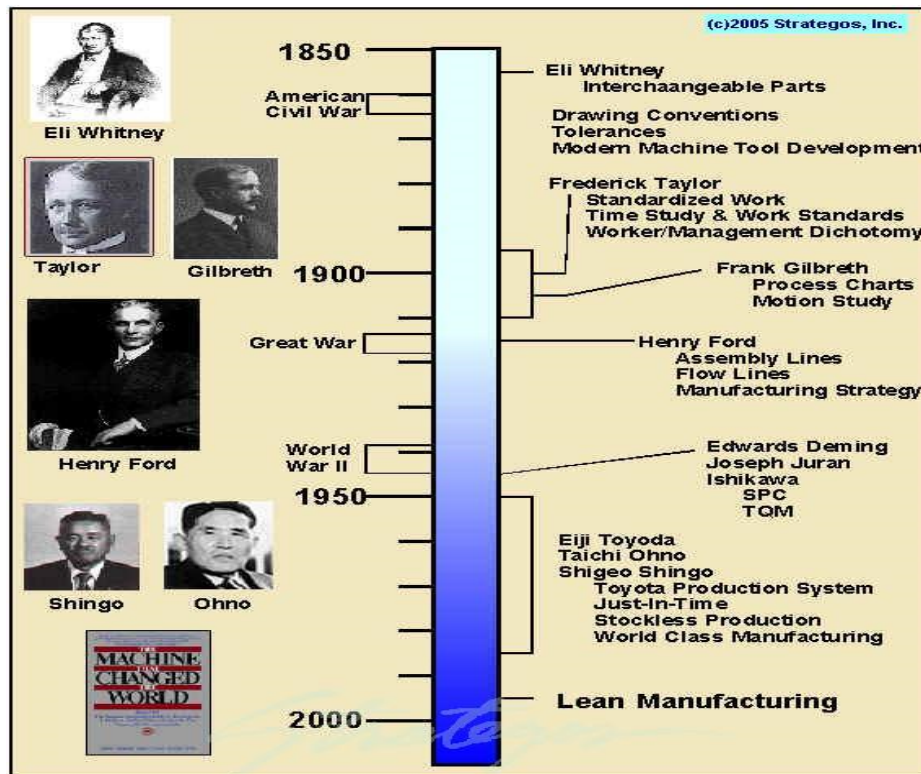 (c)2005 Strategos, Inc.
1850
Eli Whitney
Interchaangeable Parts
American
Civil War
Eli Whitney
Drawing Conventions
Tolerances
Modern Machine Tool Development
Frederick Taylor
Standardized Work
Time Study & Work Standards
Worker/Management Dichotomy
Taylor
Gilbreth
1900
Frank Gilbreth
Process Charts
Motion Study
Great War
Henry Ford
Assembly Lines
Flow Lines
Manufacturing Strategy
Henry Ford
World
War II
Edwards Deming
Joseph Juran
Ishikawa
SPC
TQM
1950
Eiji Toyoda
Taichi Ohno
Shigeo Shingo
Toyota Production System
Just-In-Time
Stockless Production
World Class Manufacturing
Shingo
Ohno
THE
MACHINE
THAT
CHANGED
THE
WORLD
Lean Manufacturing
2000
Strategos